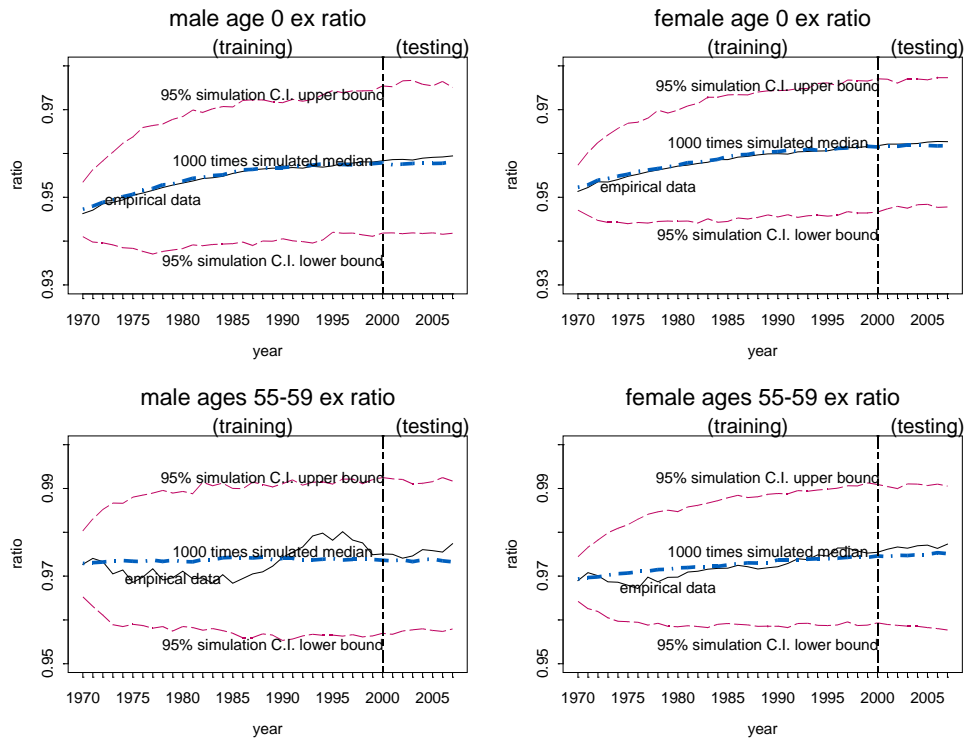 male age 0 ex ratio
(training) (testing)
95% simulation C.I. upper bound
1000 times simulated median
empirical data
95% simulation C.I. lower bound
ratio
0.93 0.95 0.97
1970 1975 1980 1985 1990 1995 2000 2005
year
female age 0 ex ratio
(training) (testing)
95% simulation C.I. upper bound
1000 times simulated median
empirical data
95% simulation C.I. lower bound
ratio
0.93 0.95 0.97
1970 1975 1980 1985 1990 1995 2000 2005
year
male ages 55-59 ex ratio
(training) (testing)
95% simulation C.I. upper bound
1000 times simulated median
empirical data
95% simulation C.I. lower bound
ratio
0.95 0.97 0.99
1970 1975 1980 1985 1990 1995 2000 2005
year
female ages 55-59 ex ratio
(training) (testing)
95% simulation C.I. upper bound
1000 times simulated median
empirical data
95% simulation C.I. lower bound
ratio
0.95 0.97 0.99
1970 1975 1980 1985 1990 1995 2000 2005
year